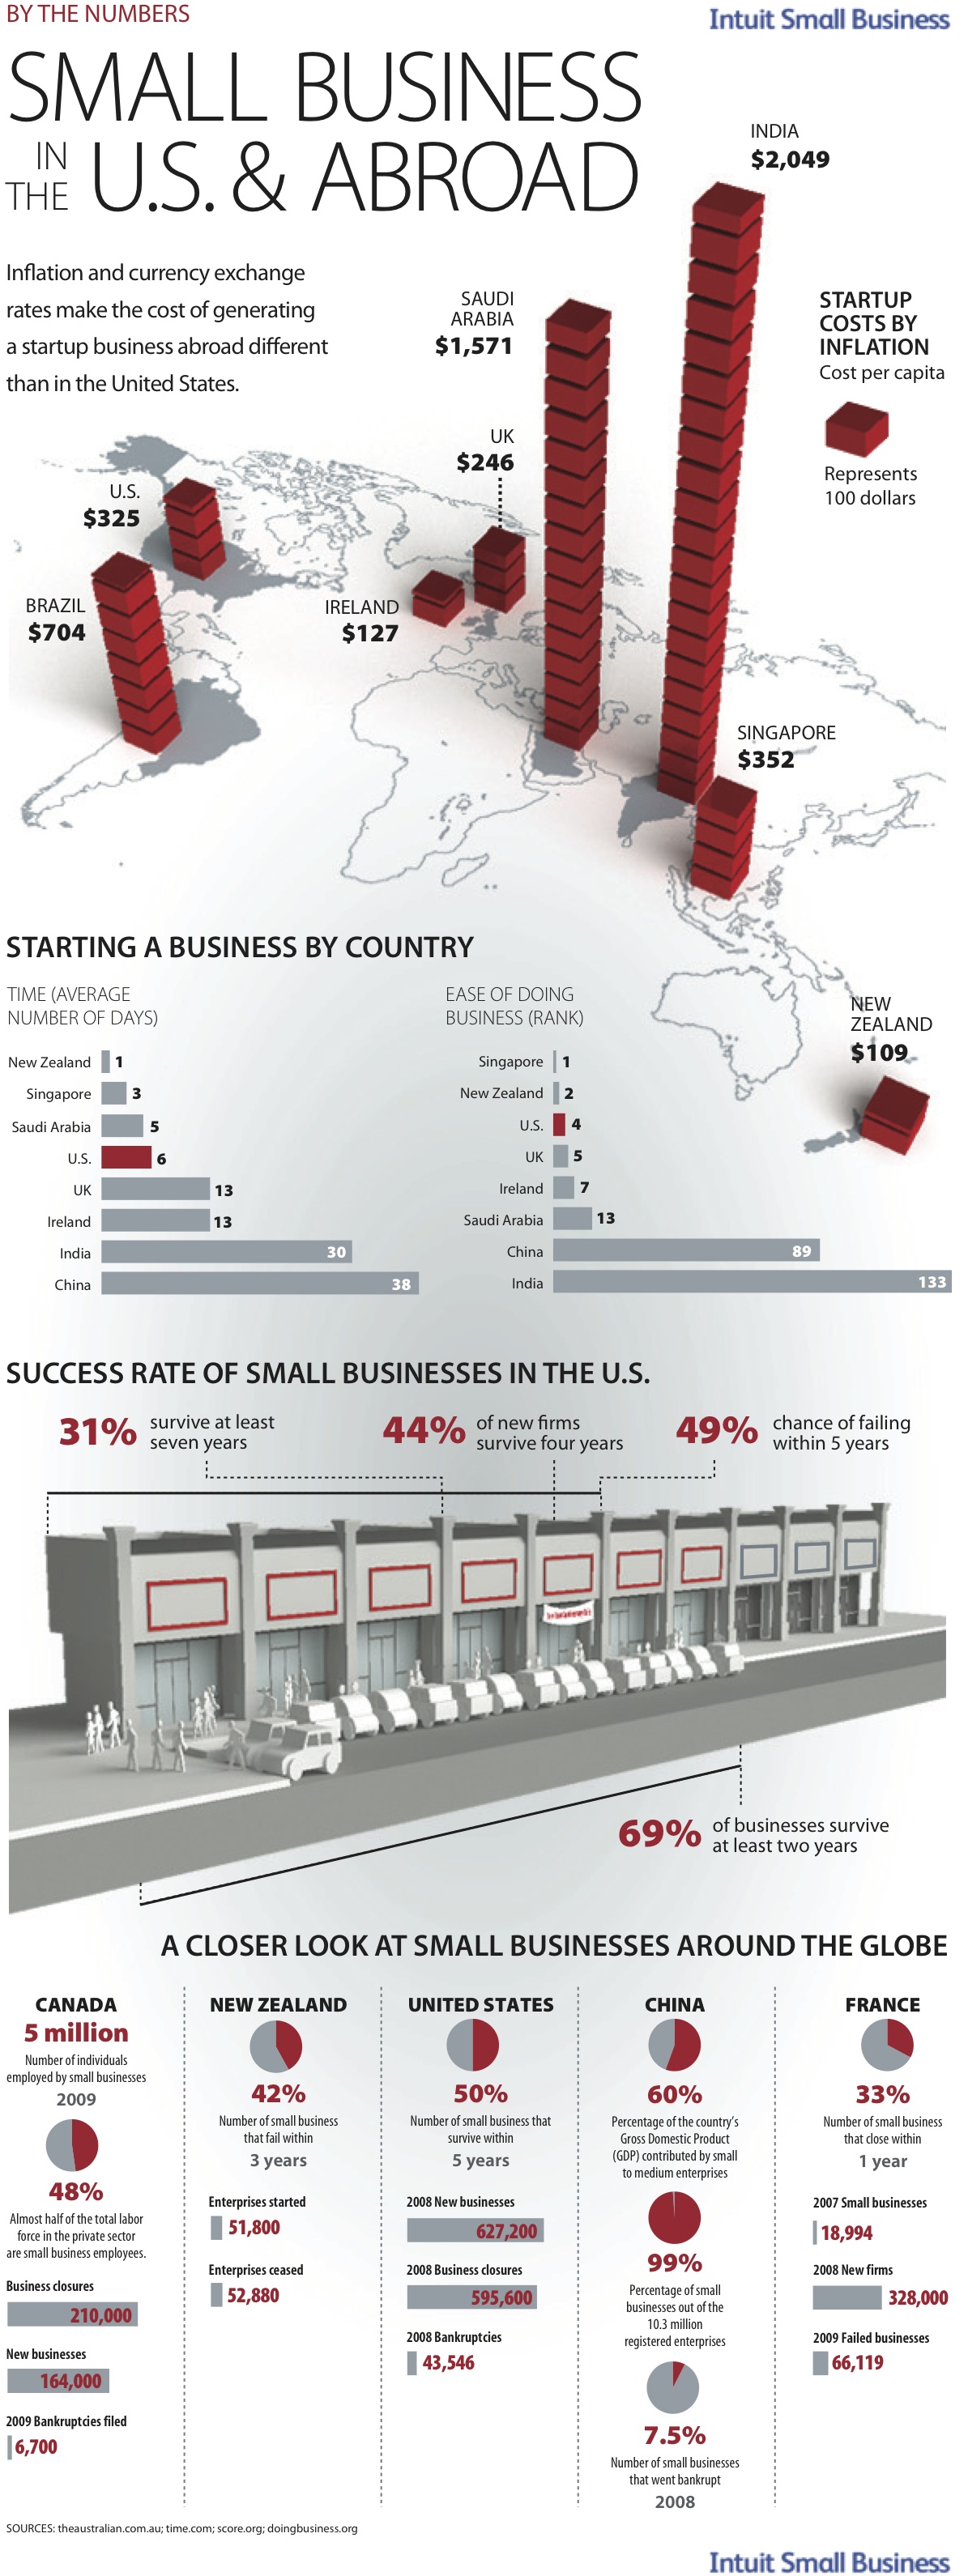 BY THE NUMBERS
Intuit Small Business
SMALL BUSINESS
IN THE U.S. & ABROAD
Inflation and currency exchange
rates make the cost of generating
a startup business abroad different
than in the United States.
INDIA
$2,049
SAUDI
ARABIA
$1,571
STARTUP
COSTS BY
INFLATION
Cost per capita
Represents
100 dollars
UK
$246
U.S.
$325
BRAZIL
$704
IRELAND
$127
SINGAPORE
$352
NEW
ZEALAND
$109
STARTING A BUSINESS BY COUNTRY
TIME (AVERAGE
NUMBER OF DAYS)
New Zealand 1
Singapore 3
Saudi Arabia 5
U.S. 6
UK 13
Ireland 13
India 30
China 38
EASE OF DOING
BUSINESS (RANK)
Singapore 1
New Zealand 2
U.S. 4
UK 5
Ireland 7
Saudi Arabia 13
China 89
India 133
SUCCESS RATE OF SMALL BUSINESSES IN THE U.S.
31% survive at least
seven years
44% of new firms
survive four years
49% chance of failing
within 5 years
69% of businesses survive
at least two years
A CLOSER LOOK AT SMALL BUSINESSES AROUND THE GLOBE
CANADA
5 million
Number of individuals
employed by small businesses
2009
48%
Almost half of the total labor
force in the private sector
are small business employees.
Business closures
210,000
New businesses
164,000
2009 Bankruptcies filed
6,700
NEW ZEALAND
42%
Number of small business
that fail within
3 years
Enterprises started
51,800
Enterprises ceased
52,880
UNITED STATES
50%
Number of small business that
survive within
5 years
2008 New businesses
627,200
2008 Business closures
595,600
2008 Bankruptcies
43,546
CHINA
60%
Percentage of the country's
Gross Domestic Product
(GDP) contributed by small
to medium enterprises
99%
Percentage of small
businesses out of the
10.3 million
registered enterprises
7.5%
Number of small businesses
that went bankrupt
2008
FRANCE
33%
Number of small business
that close within
1 year
2007 Small businesses
18,994
2008 New firms
328,000
2009 Failed businesses
66,119
SOURCES: theaustralian.com.au; time.com; score.org; doingbusiness.org
Intuit Small Business